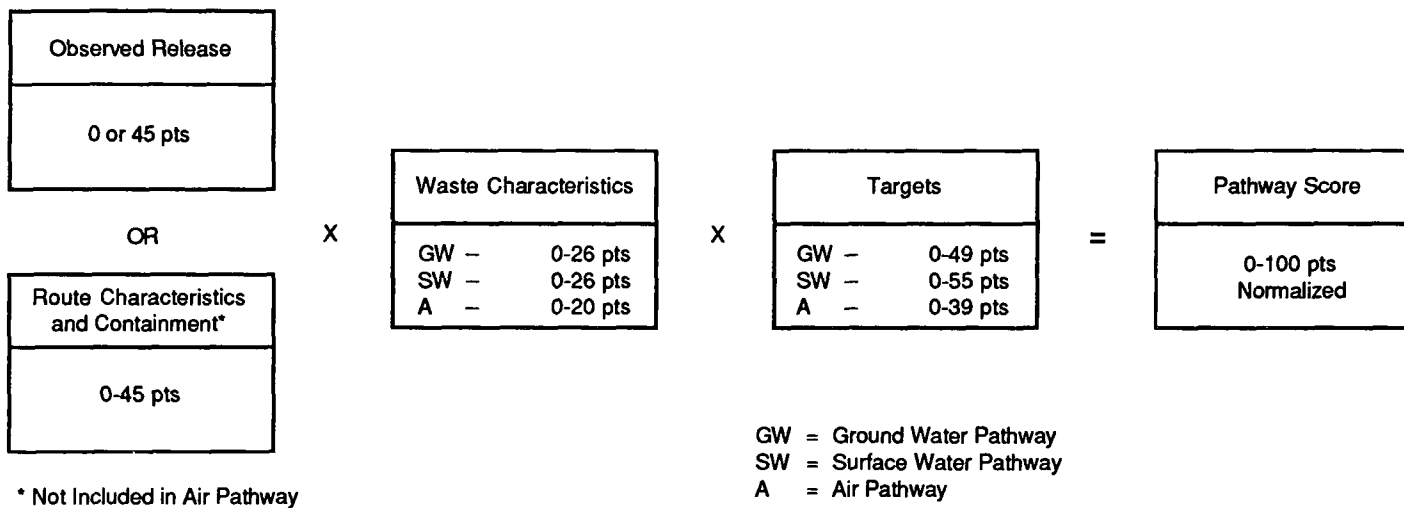 Observed Release
0 or 45 pts
OR
Route Characteristics
and Containment*
0-45 pts
* Not Included in Air Pathway
X
Waste Characteristics
GW – 0-26 pts
SW – 0-26 pts
A – 0-20 pts
X
Targets
GW – 0-49 pts
SW – 0-55 pts
A – 0-39 pts
=
Pathway Score
0-100 pts
Normalized
GW = Ground Water Pathway
SW = Surface Water Pathway
A = Air Pathway